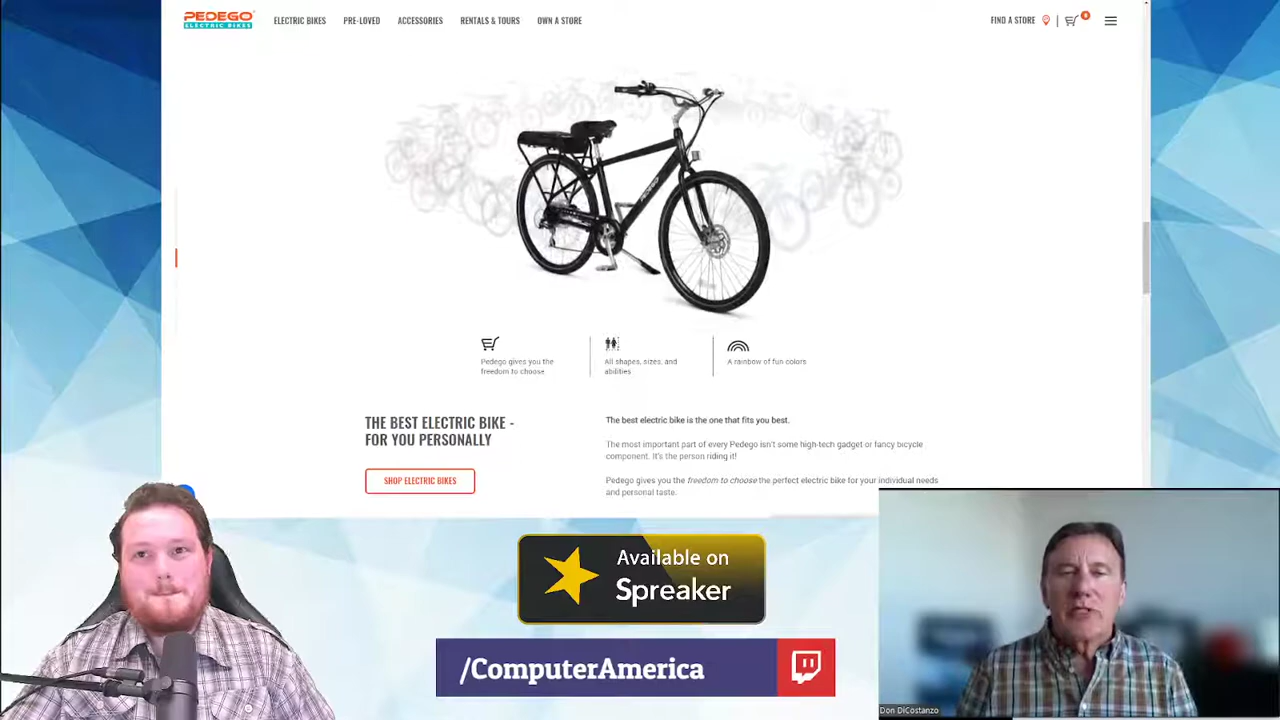 PEDEGO
ELECTRIC BIKES
ELECTRIC BIKES
PRE-LOVED
ACCESSORIES
RENTALS & TOURS
OWN A STORE
FIND A STORE
0
PEDEGO
Pedego gives you the
freedom to choose
All shapes, sizes, and
abilities
A rainbow of fun colors
THE BEST ELECTRIC BIKE -
FOR YOU PERSONALLY
SHOP ELECTRIC BIKES
The best electric bike is the one that fits you best.
The most important part of every Pedego isn't some high-tech gadget or fancy bicycle
component. It's the person riding it!
Pedego gives you the freedom to choose the perfect electric bike for your individual needs
and personal taste.
Available on
Spreaker
/ComputerAmerica
Don DiCostanzo